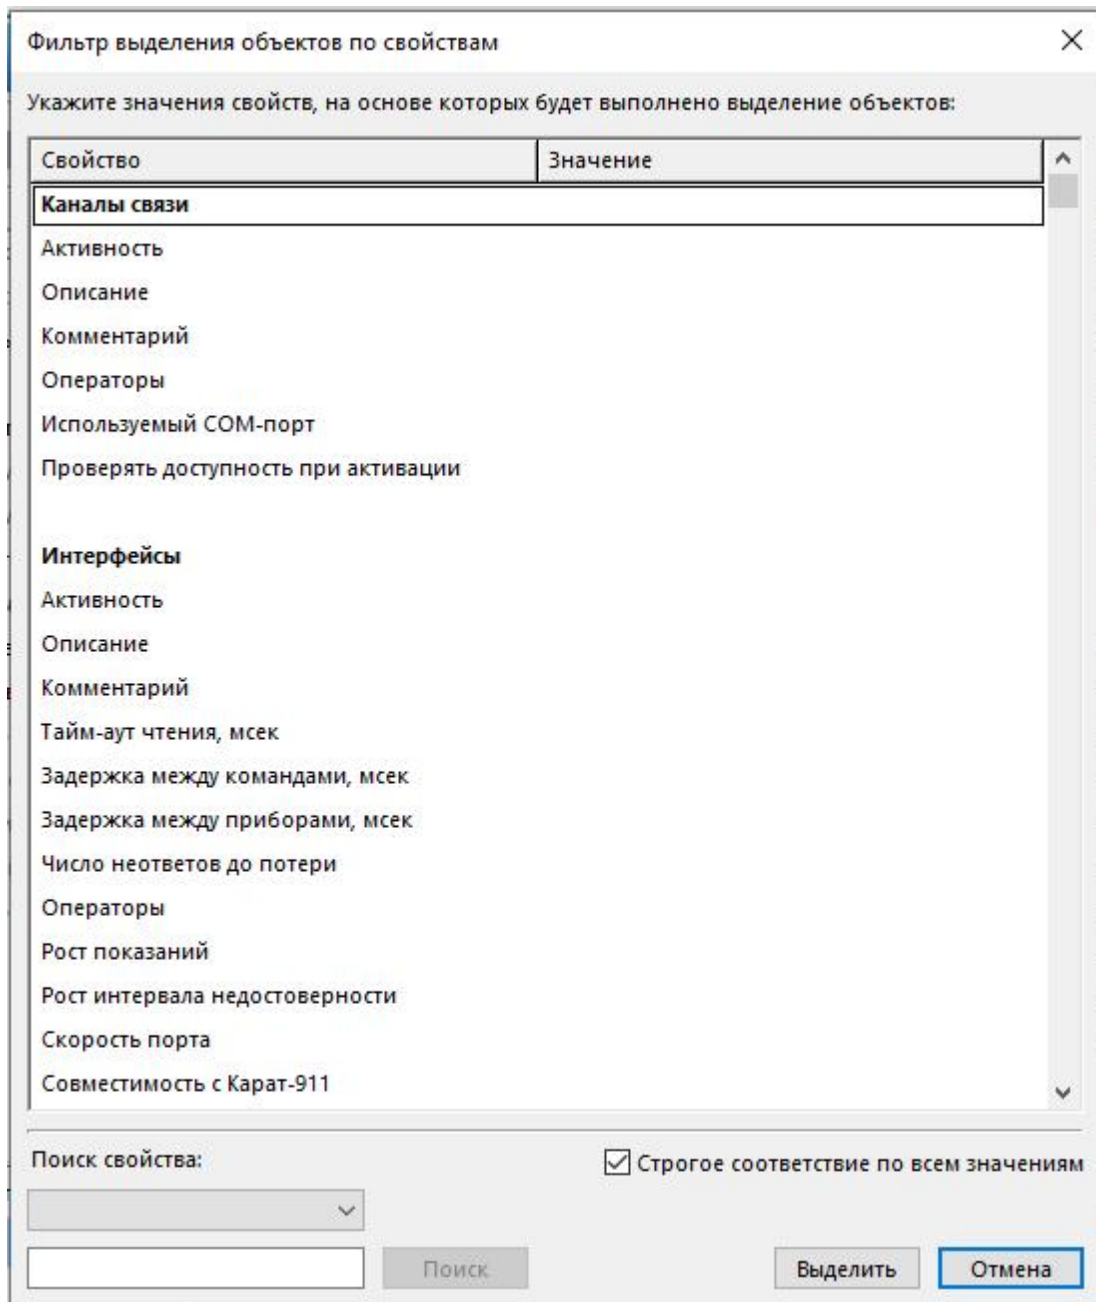 Фильтр выделения объектов по свойствам
Укажите значения свойств, на основе которых будет выполнено выделение объектов:
Свойство Значение
Каналы связи
Активность
Описание
Комментарий
Операторы
Используемый COM-порт
Проверять доступность при активации
Интерфейсы
Активность
Описание
Комментарий
Тайм-аут чтения, мсек
Задержка между командами, мсек
Задержка между приборами, мсек
Число неответов до потери
Операторы
Рост показаний
Рост интервала недостоверности
Скорость порта
Совместимость с Карат-911
Поиск свойства: Строгое соответствие по всем значениям
Поиск Выделить Отмена